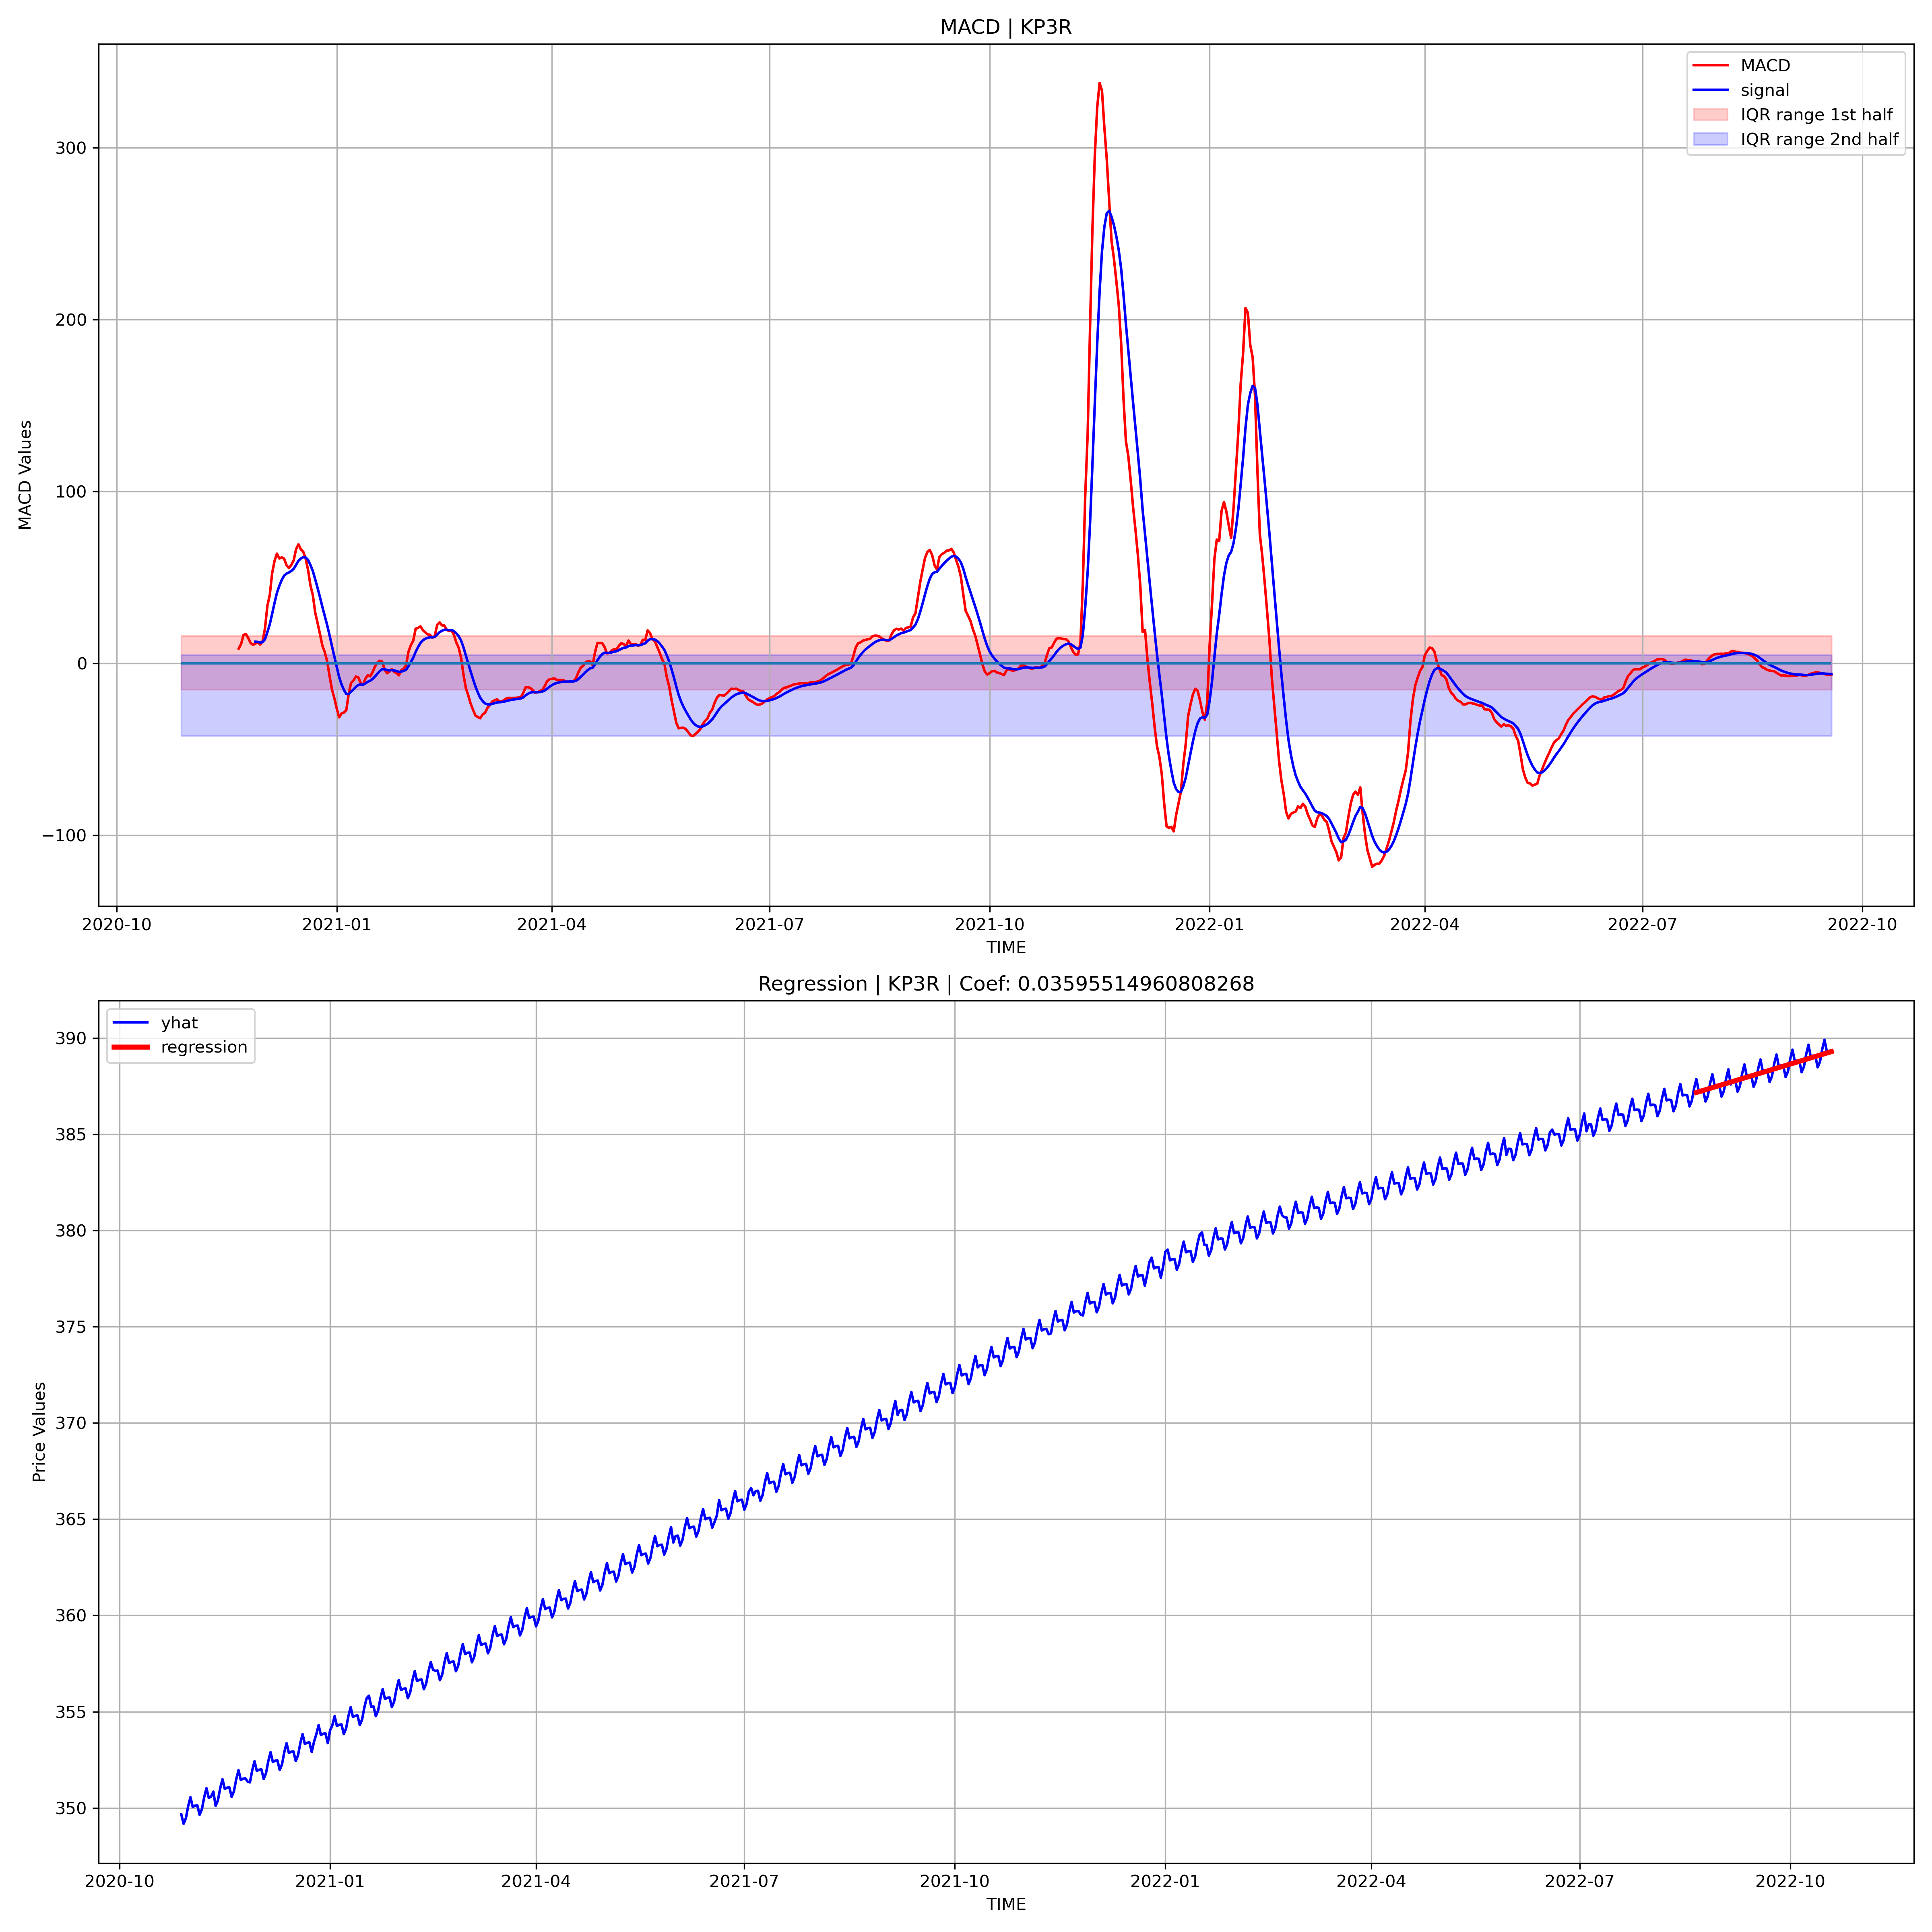 MACD | KP3R
MACD
signal
IQR range 1st half
IQR range 2nd half
MACD Values
300
200
100
0
−100
2020-10 2021-01 2021-04 2021-07 2021-10 2022-01 2022-04 2022-07 2022-10
TIME
Regression | KP3R | Coef: 0.03595514960808268
yhat
regression
Price Values
390
385
380
375
370
365
360
355
350
2020-10 2021-01 2021-04 2021-07 2021-10 2022-01 2022-04 2022-07 2022-10
TIME